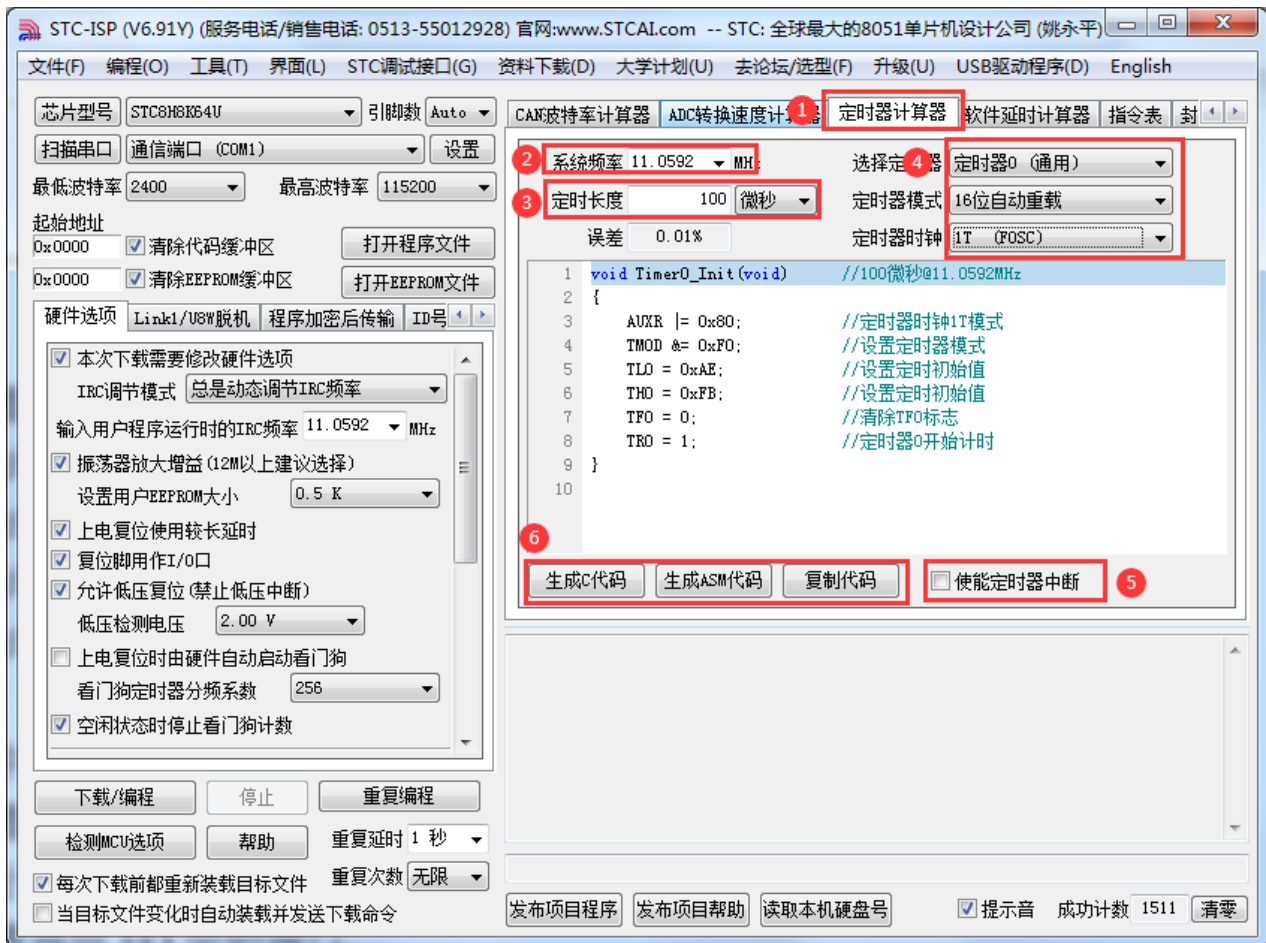 STC-ISP (V6.91Y) (服务电话/销售电话: 0513-55012928) 官网:www.STCAI.com -- STC: 全球最大的8051单片机设计公司 (姚永平)
文件(F) 编程(O) 工具(T) 界面(L) STC调试接口(G) 资料下载(D) 大学计划(U) 去论坛/选型(F) 升级(U) USB驱动程序(D) English
芯片型号 STC8H8K64U 引脚数 Auto
扫描串口 通信端口 (COM1) 设置
最低波特率 2400 最高波特率 115200
起始地址
0x0000 清除代码缓冲区 打开程序文件
0x0000 清除EEPROM缓冲区 打开EEPROM文件
硬件选项 Link1/U8W脱机 程序加密后传输 ID号
本次下载需要修改硬件选项
IRC调节模式 总是动态调节IRC频率
输入用户程序运行时的IRC频率 11.0592 MHz
振荡器放大增益(12M以上建议选择)
设置用户EEPROM大小 0.5 K
上电复位使用较长延时
复位脚用作I/O口
允许低压复位(禁止低压中断)
低压检测电压 2.00 V
上电复位时由硬件自动启动看门狗
看门狗定时器分频系数 256
空闲状态时停止看门狗计数
下载/编程 停止 重复编程
检测MCU选项 帮助 重复延时 1 秒
每次下载前都重新装载目标文件 重复次数 无限
当目标文件变化时自动装载并发送下载命令
CAN波特率计算器 ADC转换速度计 1 定时器计算器 软件延时计算器 指令表 封
2 系统频率 11.0592 MHz 选择定 4 器 定时器0 (通用)
3 定时长度 100 微秒 定时器模式 16位自动重载
误差 0.01% 定时器时钟 1T (FOSC)
1 void Timer0_Init(void) //100微秒@11.0592MHz
2 {
3 AUXR |= 0x80; //定时器时钟1T模式
4 TMOD &= 0xF0; //设置定时器模式
5 TL0 = 0xAE; //设置定时初始值
6 TH0 = 0xFB; //设置定时初始值
7 TF0 = 0; //清除TF0标志
8 TR0 = 1; //定时器0开始计时
9 }
10
6
生成C代码 生成ASM代码 复制代码 使能定时器中断 5
发布项目程序 发布项目帮助 读取本机硬盘号 提示音 成功计数 1511 清零